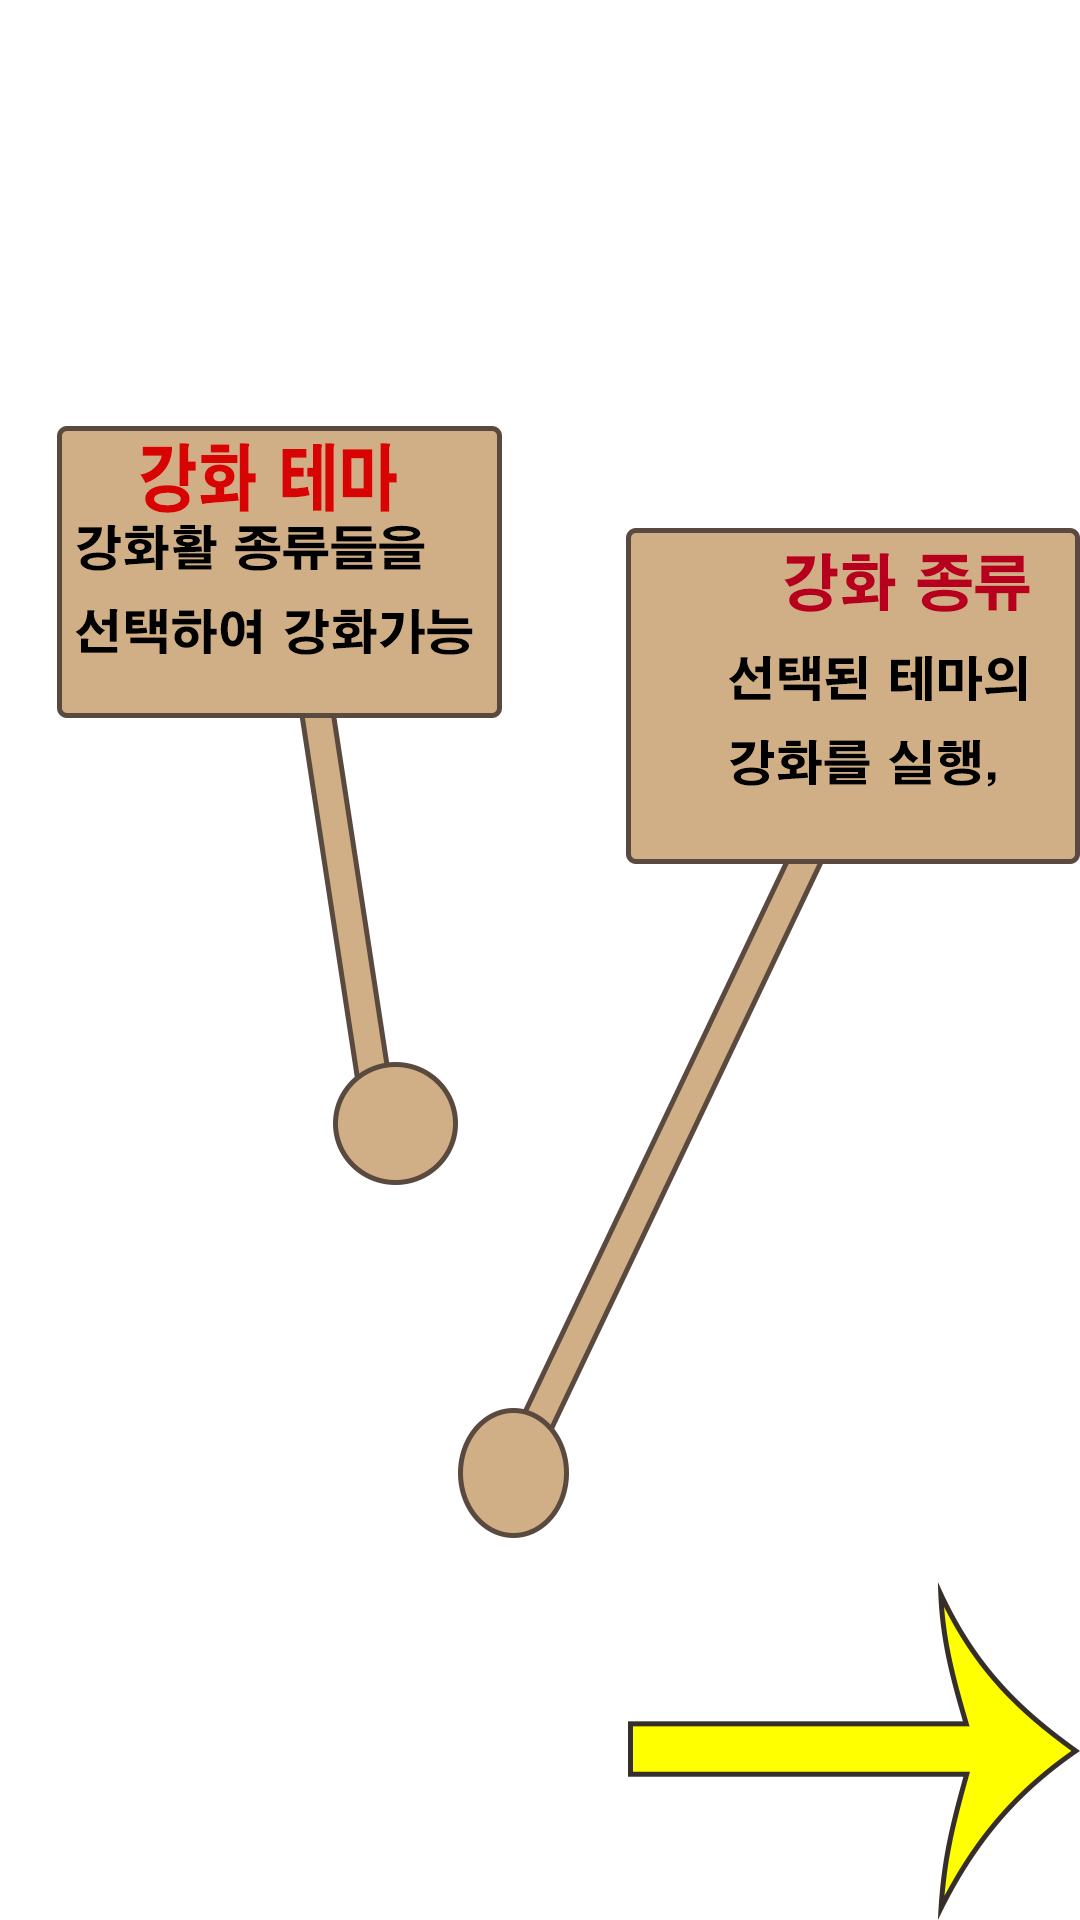 강화 테마
강화활 종류들을
선택하여 강화가능
강화 종류
선택된 테마의
강화를 실행,